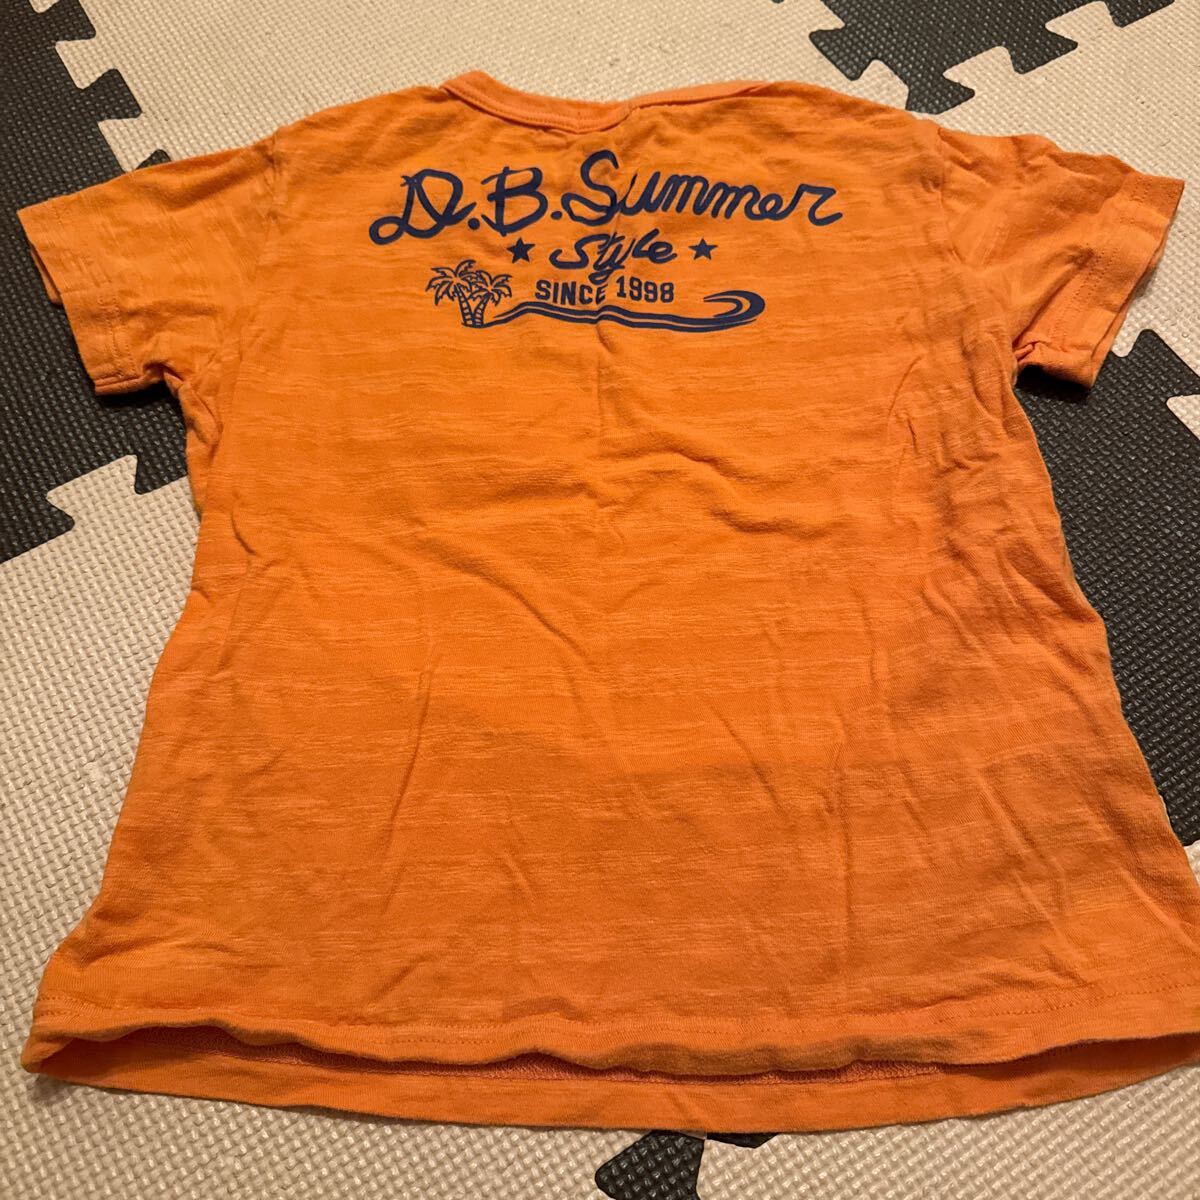 D.B.Summer
★ Style ★
SINCE 1998